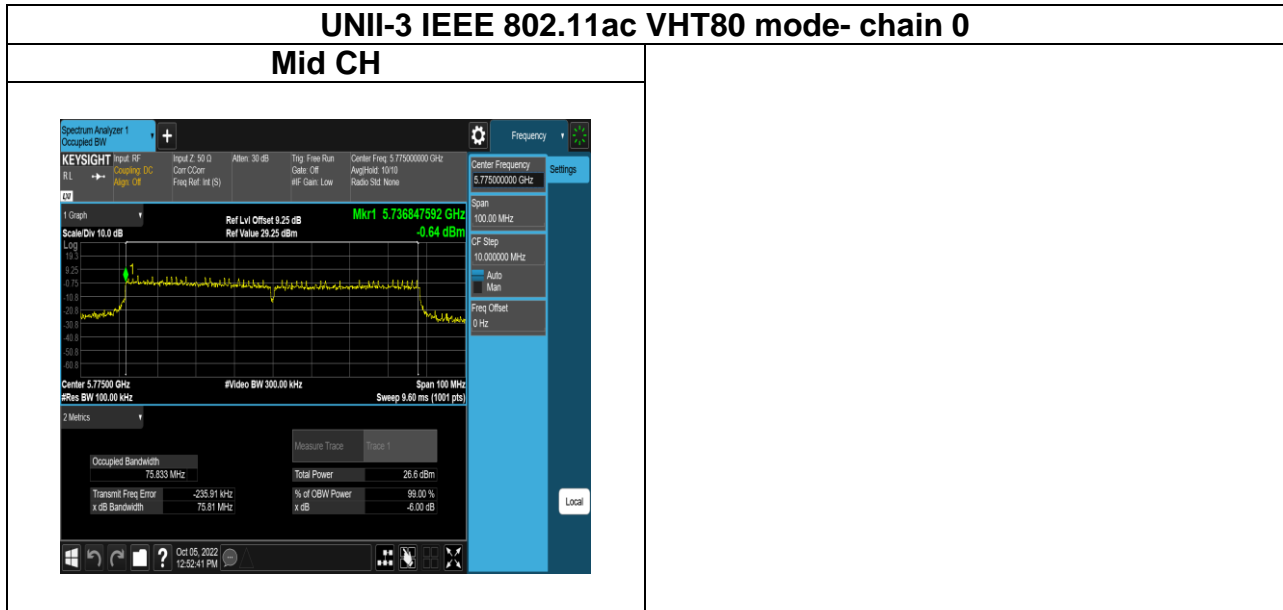 UNII-3 IEEE 802.11ac VHT80 mode- chain 0
Mid CH
Spectrum Analyzer 1
Occupied BW
Frequency
KEYSIGHT
Input: RF
Coupling: DC
Align: Off
Input Z: 50 Ω
Corr CCorr
Freq Ref: Int (S)
Atten: 30 dB
Trig: Free Run
Gate: Off
#IF Gain: Low
Center Freq: 5.775000000 GHz
Avg|Hold: 10/10
Radio Std: None
R L
LXI
Center Frequency
5.775000000 GHz
Settings
Span
100.00 MHz
CF Step
10.000000 MHz
Auto
Man
Freq Offset
0 Hz
1 Graph
Scale/Div 10.0 dB
Ref Lvl Offset 9.25 dB
Ref Value 29.25 dBm
Mkr1 5.736847592 GHz
-0.64 dBm
Log
19.3
9.25
-0.75
-10.8
-20.8
-30.8
-40.8
-50.8
-60.8
1
Center 5.77500 GHz
#Res BW 100.00 kHz
#Video BW 300.00 kHz
Span 100 MHz
Sweep 9.60 ms (1001 pts)
2 Metrics
Measure Trace Trace 1
Occupied Bandwidth
75.833 MHz
Total Power 26.6 dBm
Transmit Freq Error -235.91 kHz
% of OBW Power 99.00 %
x dB Bandwidth 75.81 MHz
x dB -6.00 dB
Local
?
Oct 05, 2022
12:52:41 PM